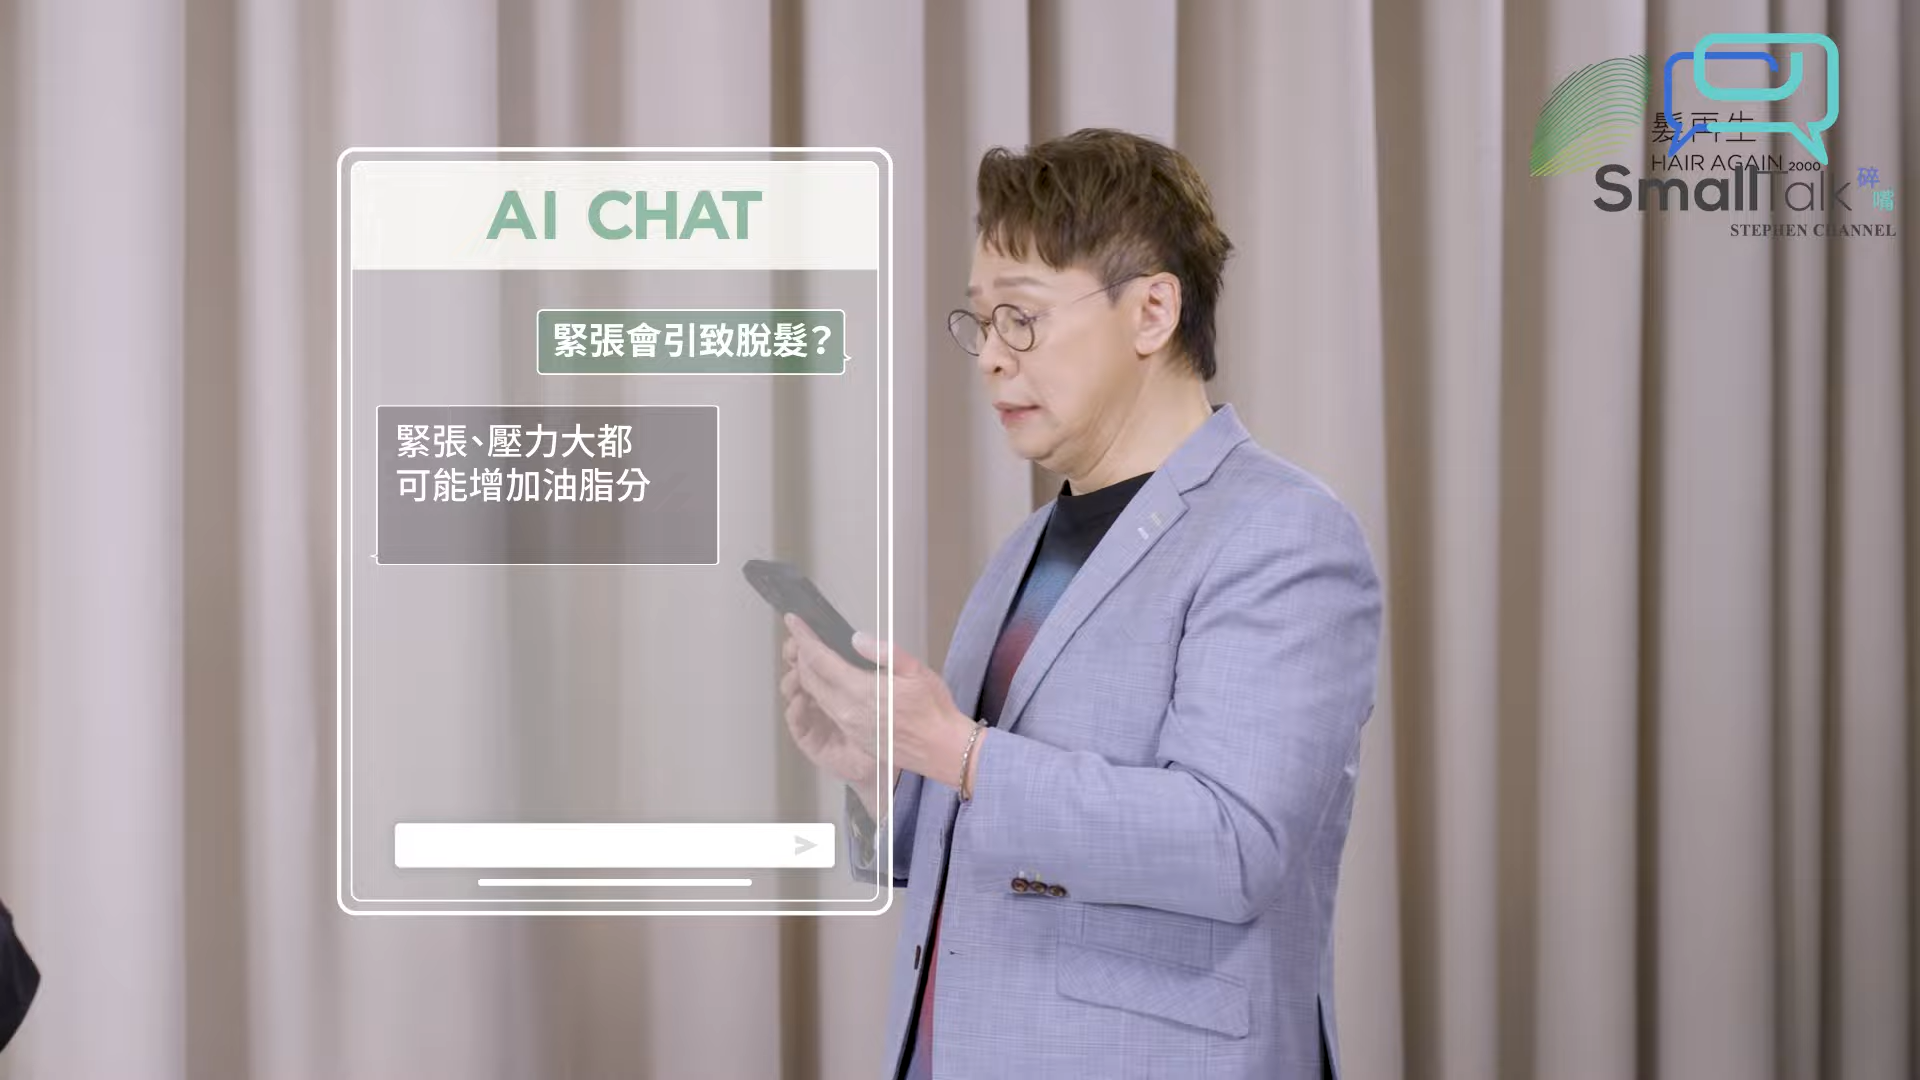 AI CHAT
緊張會引致脫髮？
緊張、壓力大都
可能增加油脂分
髮再生
HAIR AGAIN 2000
SmallTalk 碎嘴
STEPHEN CHANNEL